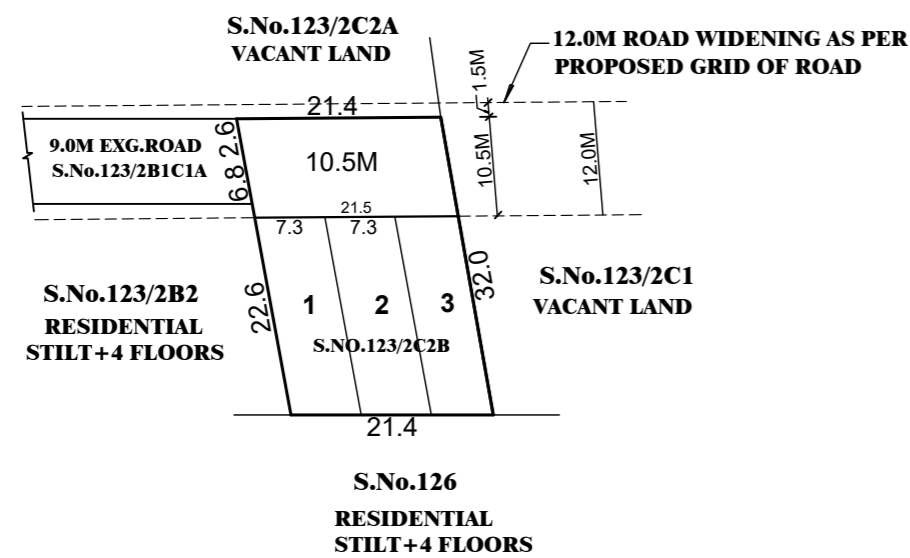 S.No.123/2C2A
VACANT LAND
12.0M ROAD WIDENING AS PER
PROPOSED GRID OF ROAD
1.5M
21.4
9.0M EXG.ROAD
S.No.123/2B1C1A
2.6
6.8
10.5M
10.5M
12.0M
21.5
7.3
7.3
S.No.123/2B2
RESIDENTIAL
STILT+4 FLOORS
22.6
1
2
3
32.0
S.NO.123/2C2B
S.No.123/2C1
VACANT LAND
21.4
S.No.126
RESIDENTIAL
STILT+4 FLOORS